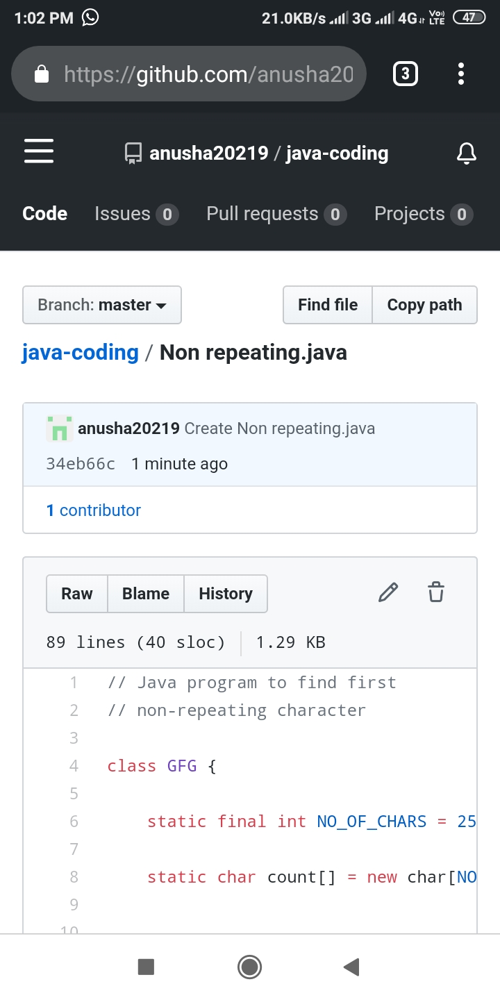 1:02 PM 21.0KB/s 3G 4G Vo) LTE 47
https://github.com/anusha20 3
anusha20219 / java-coding
Code Issues 0 Pull requests 0 Projects 0
Branch: master Find file Copy path
java-coding / Non repeating.java
anusha20219 Create Non repeating.java
34eb66c 1 minute ago
1 contributor
Raw Blame History
89 lines (40 sloc) 1.29 KB
1 // Java program to find first
2 // non-repeating character
3
4 class GFG {
5
6 static final int NO_OF_CHARS = 25
7
8 static char count[] = new char[NO
9
10